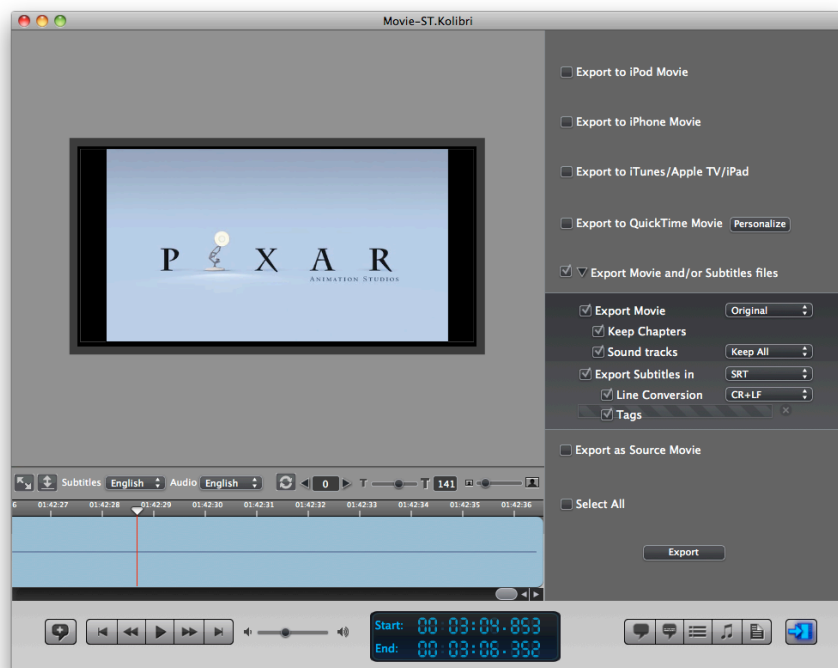 Movie-ST.Kolibri
Export to iPod Movie
Export to iPhone Movie
Export to iTunes/Apple TV/iPad
Export to QuickTime Movie Personalize
Export Movie and/or Subtitles files
Export Movie Original
Keep Chapters
Sound tracks Keep All
Export Subtitles in SRT
Line Conversion CR+LF
Tags
Export as Source Movie
Select All
Export
P X A R
ANIMATION STUDIOS
Subtitles English Audio English 0 T T 141
6 01:42:27 01:42:28 01:42:29 01:42:30 01:42:31 01:42:32 01:42:33 01:42:34 01:42:35 01:42:36
Start: 00:03:04.853
End: 00:03:06.352